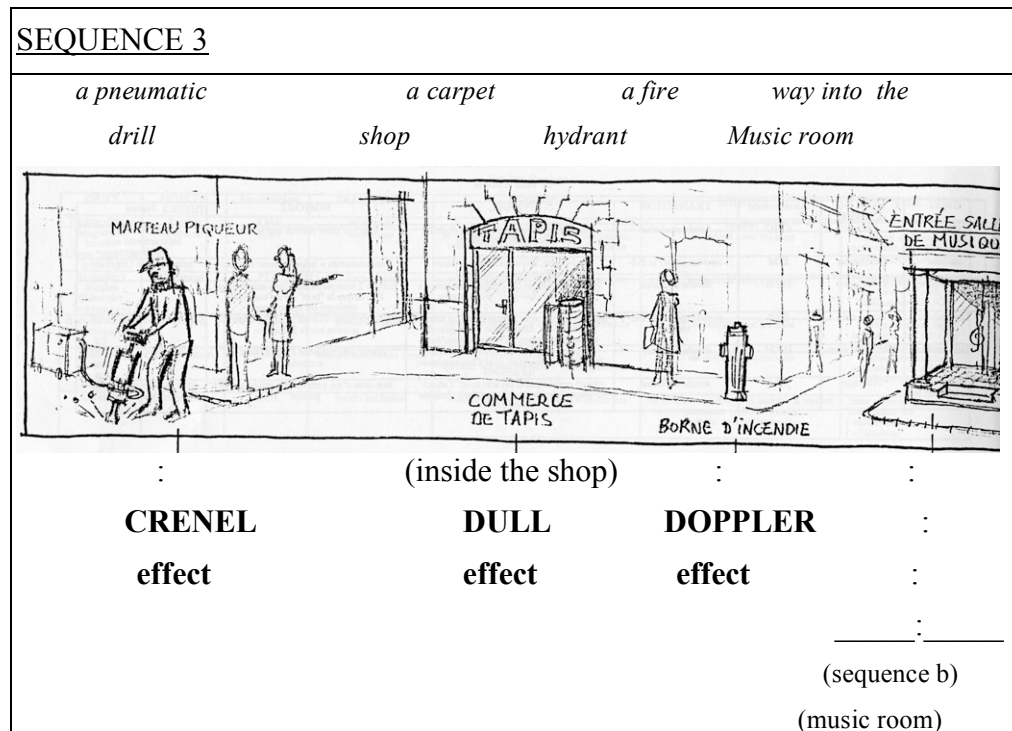 SEQUENCE 3
a pneumatic a carpet a fire way into the
drill shop hydrant Music room
MARTEAU PIQUEUR
TAPIS
ENTRÉE SALL
DE MUSIQU
COMMERCE
DE TAPIS
BORNE D'INCENDIE
: (inside the shop) : :
CRENEL DULL DOPPLER :
effect effect effect :
:
(sequence b)
(music room)